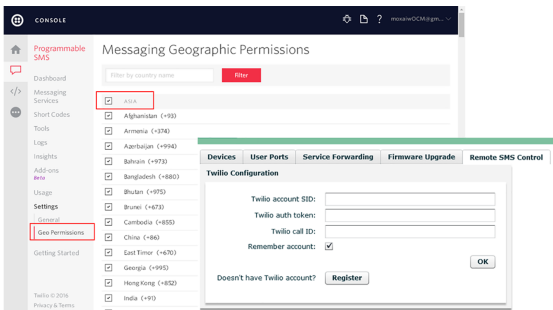 CONSOLE
?
moxaiwOCM@gm...
Programmable
SMS
Dashboard
Messaging
Services
Short Codes
Tools
Logs
Insights
Add-ons
Beta
Usage
Settings
General
Geo Permissions
Getting Started
Twilio © 2016
Privacy & Terms
Messaging Geographic Permissions
Filter by country name
Filter
ASIA
Afghanistan (+93)
Armenia (+374)
Azerbaijan (+994)
Bahrain (+973)
Bangladesh (+880)
Bhutan (+975)
Brunei (+673)
Cambodia (+855)
China (+86)
East Timor (+670)
Georgia (+995)
Hong Kong (+852)
India (+91)
Devices
User Ports
Service Forwarding
Firmware Upgrade
Remote SMS Control
Twilio Configuration
Twilio account SID:
Twilio auth token:
Twilio call ID:
Remember account:
OK
Doesn't have Twilio account?
Register